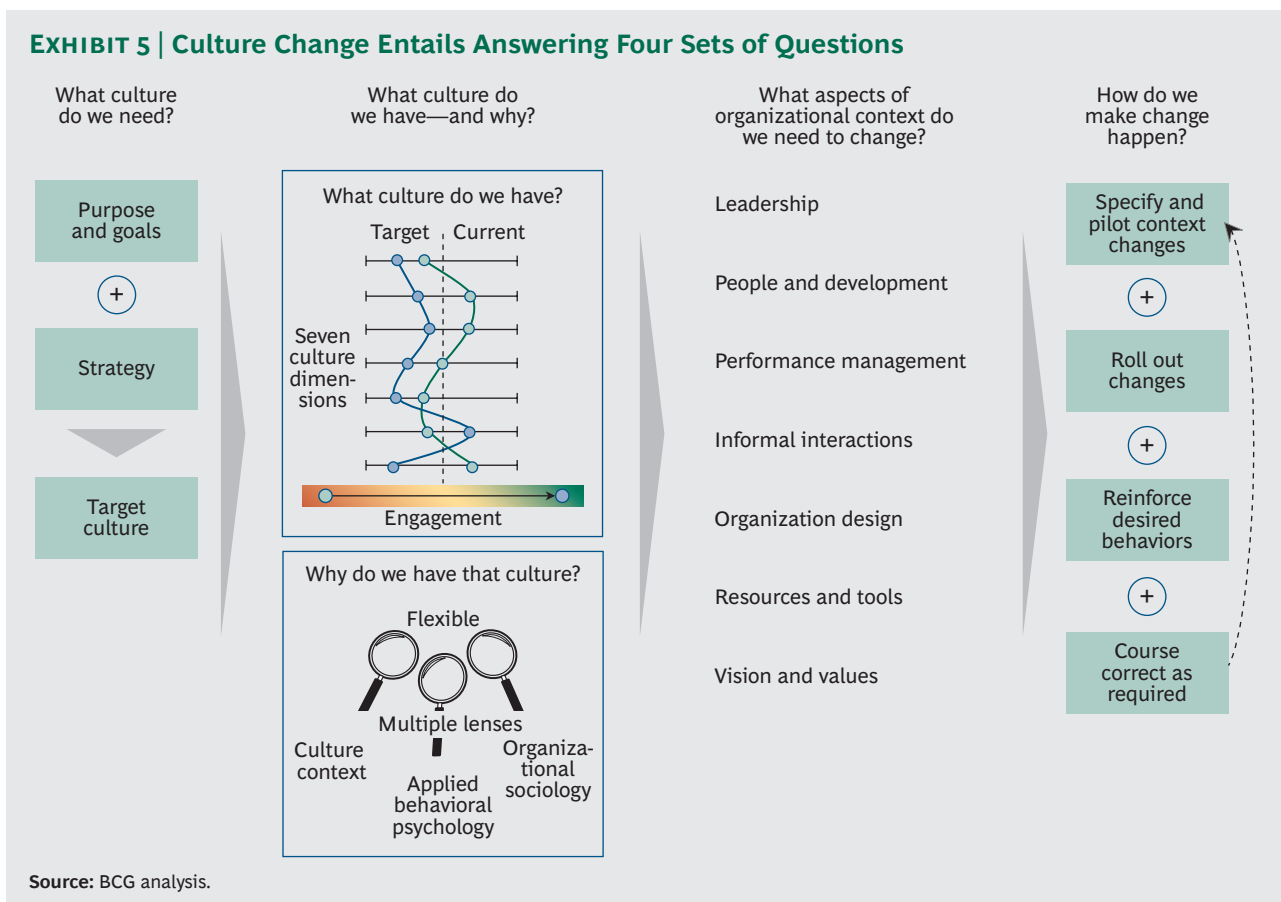 EXHIBIT 5 | Culture Change Entails Answering Four Sets of Questions
What culture
do we need?
Purpose
and goals
+
Strategy
Target
culture
What culture do
we have—and why?
What culture do we have?
Target
Current
Seven
culture
dimen-
sions
Engagement
Why do we have that culture?
Flexible
Multiple lenses
Culture
context
Applied
behavioral
psychology
Organiza-
tional
sociology
What aspects of
organizational context do
we need to change?
Leadership
People and development
Performance management
Informal interactions
Organization design
Resources and tools
Vision and values
How do we
make change
happen?
Specify and
pilot context
changes
+
Roll out
changes
+
Reinforce
desired
behaviors
+
Course
correct as
required
Source: BCG analysis.